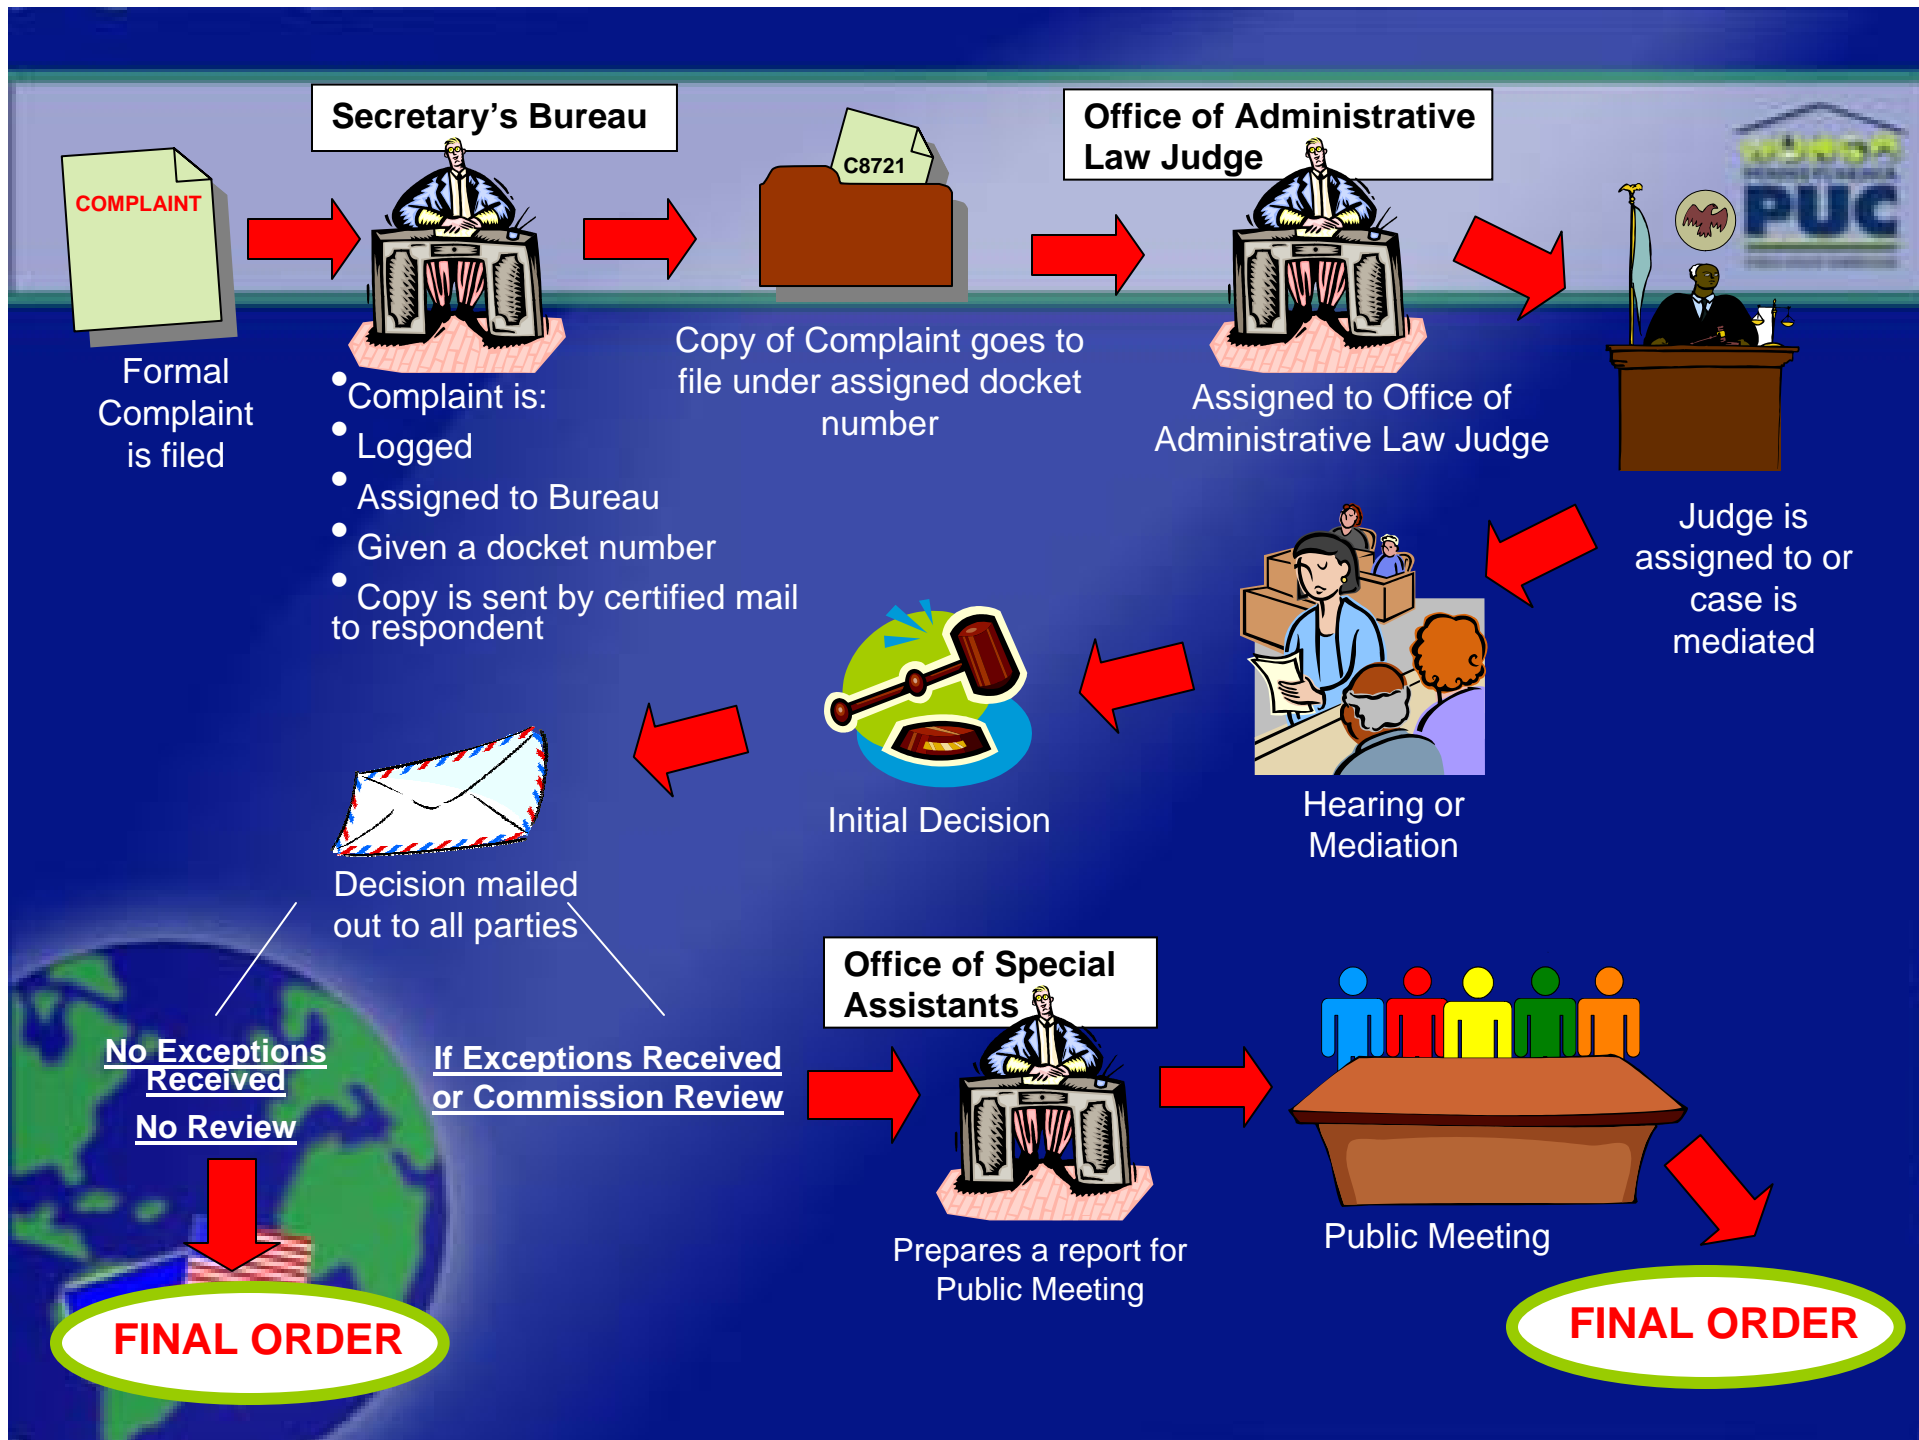 Secretary's Bureau
Office of Administrative
Law Judge
COMPLAINT
C8721
PENNSYLVANIA
PUC
Formal
Complaint
is filed
•Complaint is:
• Logged
• Assigned to Bureau
• Given a docket number
• Copy is sent by certified mail
to respondent
Copy of Complaint goes to
file under assigned docket
number
Assigned to Office of
Administrative Law Judge
Judge is
assigned to or
case is
mediated
Hearing or
Mediation
Initial Decision
Decision mailed
out to all parties
No Exceptions
Received
No Review
If Exceptions Received
or Commission Review
Office of Special
Assistants
Prepares a report for
Public Meeting
Public Meeting
FINAL ORDER
FINAL ORDER